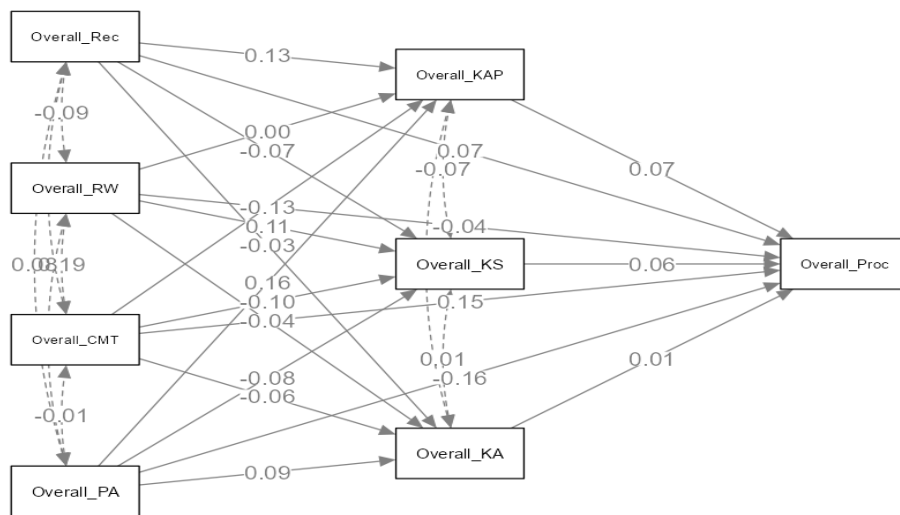 Overall_Rec
0.13
Overall_KAP
-0.09
0.00
-0.07
0.07
-0.07
0.07
Overall_RW
-0.13
0.11
-0.04
-0.03
Overall_KS
0.06
Overall_Proc
0.16
-0.10
0.15
-0.04
Overall_CMT
0.01
0.01
-0.08
-0.16
-0.06
-0.01
Overall_KA
0.09
Overall_PA